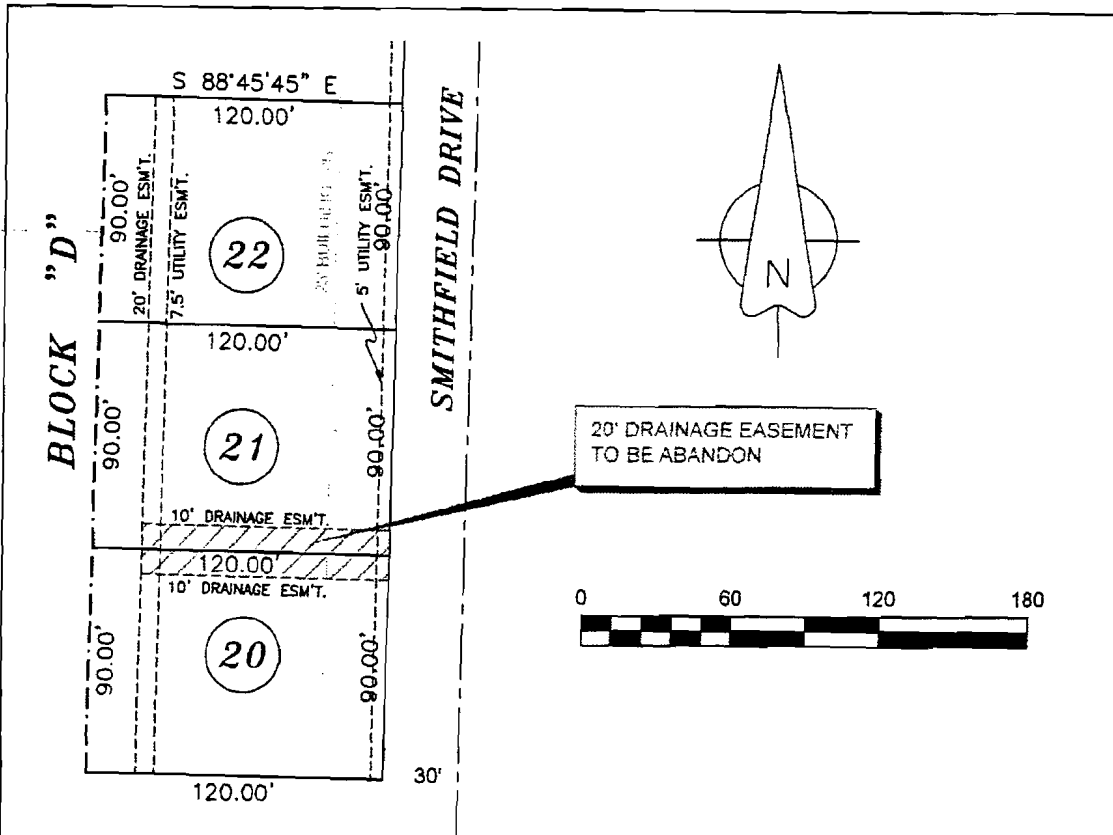 S 88°45'45" E
120.00'
90.00'
20' DRAINAGE ESM'T.
7.5' UTILITY ESM'T.
22
5' UTILITY ESM'T.
90.00'
SMITHFIELD DRIVE
BLOCK "D"
120.00'
90.00'
21
90.00'
10' DRAINAGE ESM'T.
120.00'
10' DRAINAGE ESM'T.
90.00'
20
90.00'
120.00'
30'
N
20' DRAINAGE EASEMENT
TO BE ABANDON
0 60 120 180